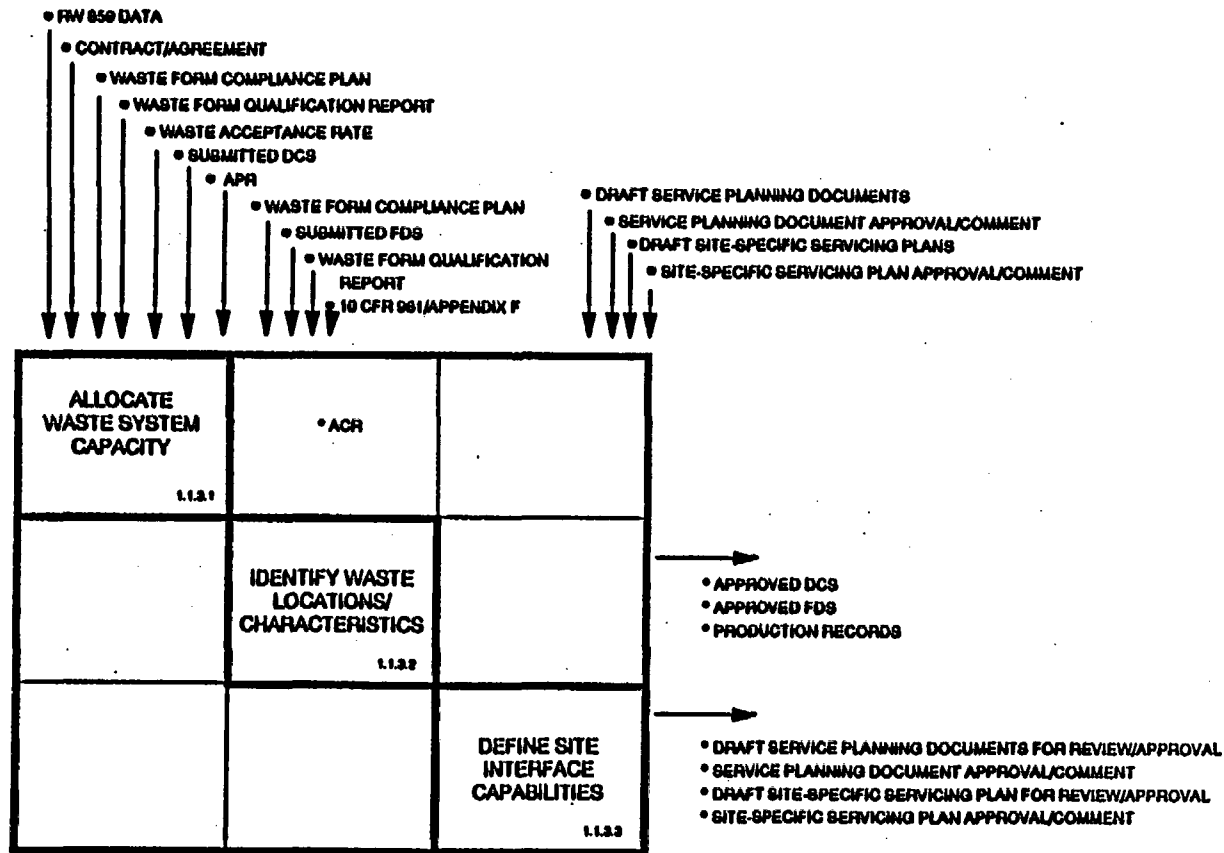 • RW 859 DATA
• CONTRACT/AGREEMENT
• WASTE FORM COMPLIANCE PLAN
• WASTE FORM QUALIFICATION REPORT
• WASTE ACCEPTANCE RATE
• SUBMITTED DCS
• APR
• WASTE FORM COMPLIANCE PLAN
• SUBMITTED FDS
• WASTE FORM QUALIFICATION
REPORT
• 10 CFR 961/APPENDIX F
• DRAFT SERVICE PLANNING DOCUMENTS
• SERVICE PLANNING DOCUMENT APPROVAL/COMMENT
• DRAFT SITE-SPECIFIC SERVICING PLANS
• SITE-SPECIFIC SERVICING PLAN APPROVAL/COMMENT
ALLOCATE
WASTE SYSTEM
CAPACITY
1.1.3.1
• ACR
IDENTIFY WASTE
LOCATIONS/
CHARACTERISTICS
1.1.3.2
• APPROVED DCS
• APPROVED FDS
• PRODUCTION RECORDS
DEFINE SITE
INTERFACE
CAPABILITIES
1.1.3.3
• DRAFT SERVICE PLANNING DOCUMENTS FOR REVIEW/APPROVAL
• SERVICE PLANNING DOCUMENT APPROVAL/COMMENT
• DRAFT SITE-SPECIFIC SERVICING PLAN FOR REVIEW/APPROVAL
• SITE-SPECIFIC SERVICING PLAN APPROVAL/COMMENT